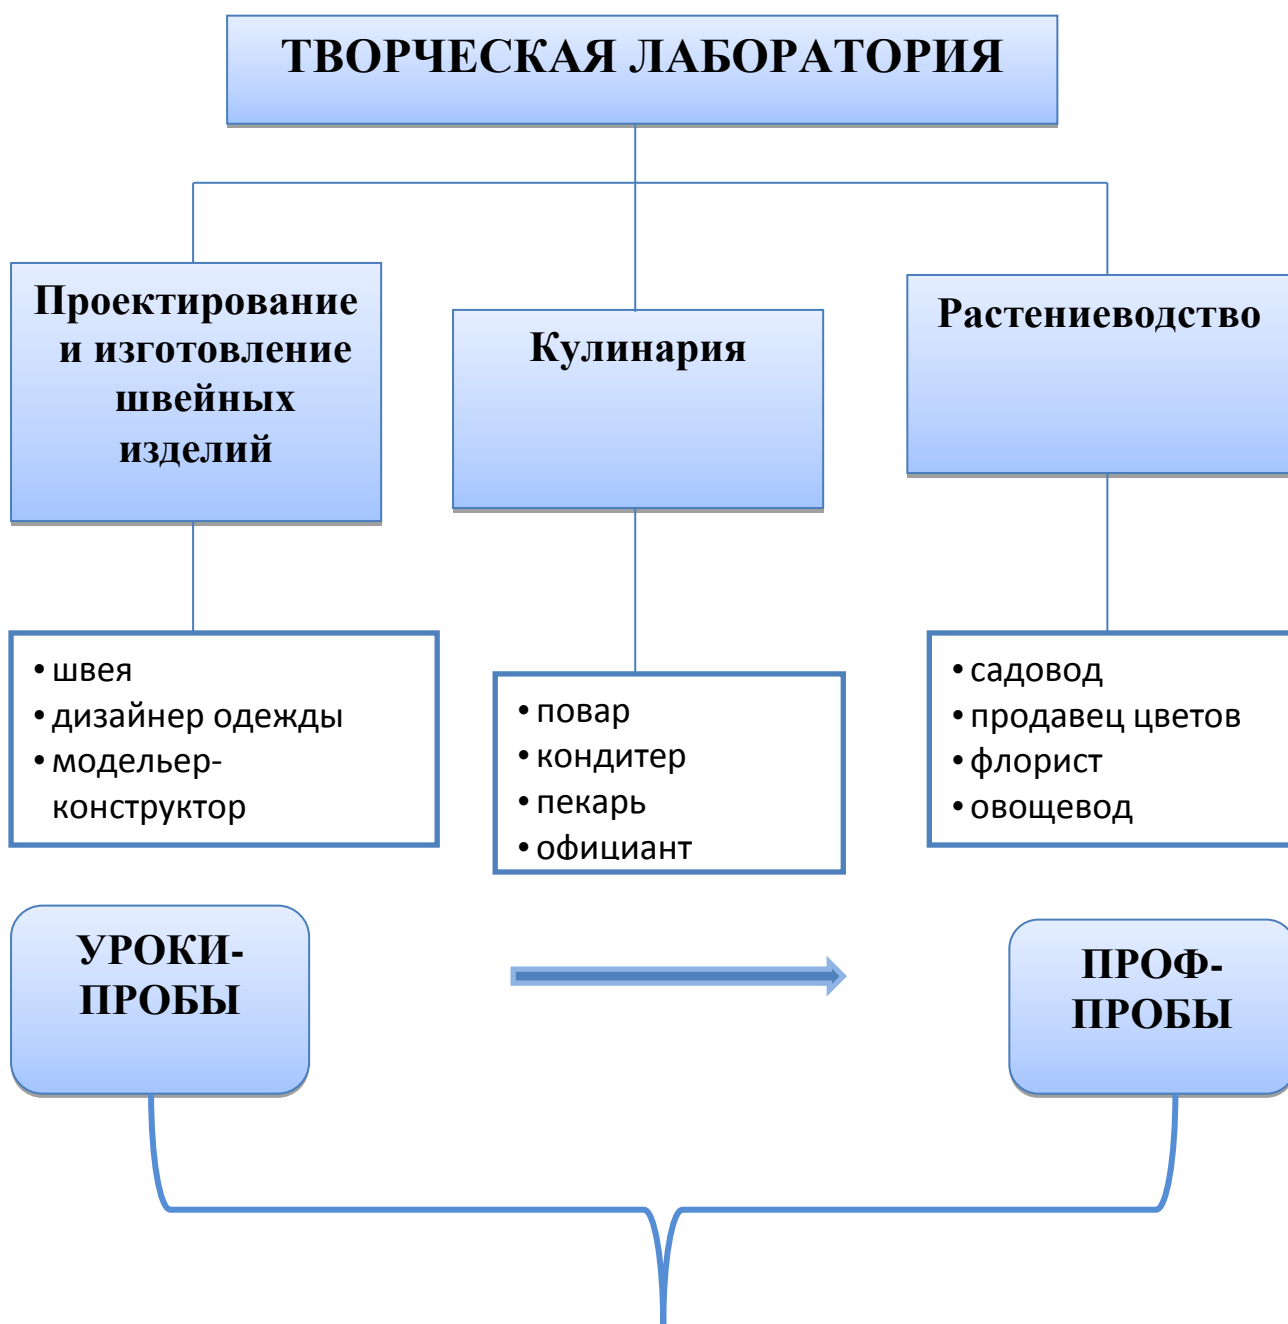 ТВОРЧЕСКАЯ ЛАБОРАТОРИЯ
Проектирование
и изготовление
швейных
изделий
Кулинария
Растениеводство
• швея
• дизайнер одежды
• модельер-
конструктор
• повар
• кондитер
• пекарь
• официант
• садовод
• продавец цветов
• флорист
• овощевод
УРОКИ-
ПРОБЫ
ПРОФ-
ПРОБЫ